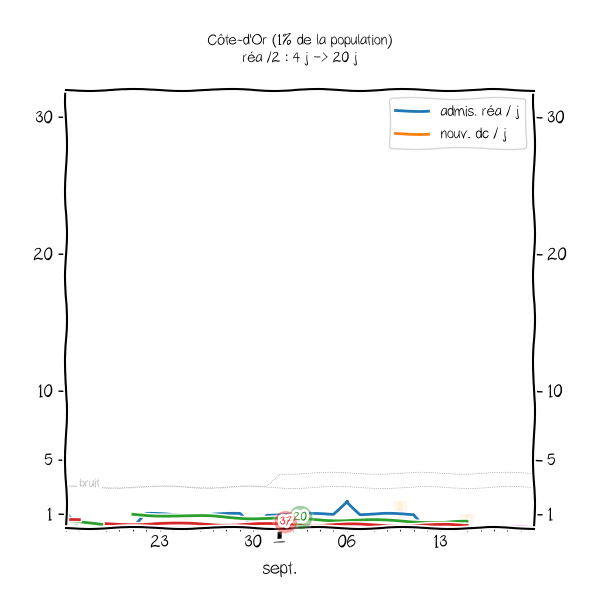 Côte-d'Or (1% de la population)
réa /2 : 4 j -> 20 j
admis. réa / j
nouv. dc / j
30 30
20 20
10 10
5 5
bruit
1 1
37 20
23 30 06 13
sept.